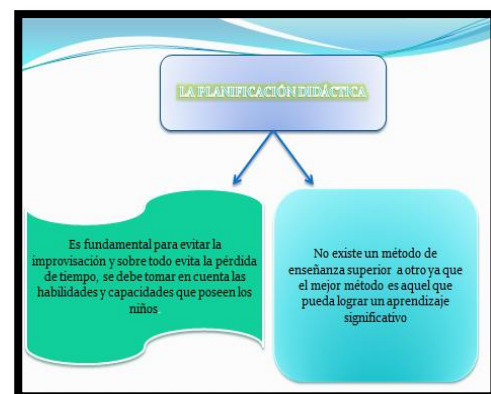 LA PLANIFICACIÓN DIDÁCTICA
Es fundamental para evitar la
improvisación y sobre todo evita la pérdida
de tiempo, se debe tomar en cuenta las
habilidades y capacidades que poseen los
niños.
No existe un método de
enseñanza superior a otro ya que
el mejor método es aquel que
pueda lograr un aprendizaje
significativo